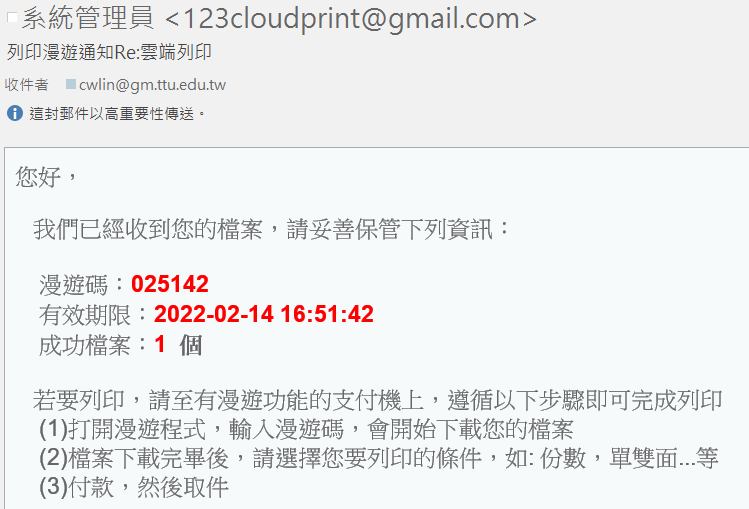 系統管理員 <123cloudprint@gmail.com>
列印漫遊通知Re:雲端列印
收件者 cwlin@gm.ttu.edu.tw
這封郵件以高重要性傳送。
您好，
我們已經收到您的檔案，請妥善保管下列資訊：
漫遊碼：025142
有效期限：2022-02-14 16:51:42
成功檔案：1 個
若要列印，請至有漫遊功能的支付機上，遵循以下步驟即可完成列印
(1)打開漫遊程式，輸入漫遊碼，會開始下載您的檔案
(2)檔案下載完畢後，請選擇您要列印的條件，如: 份數，單雙面...等
(3)付款，然後取件